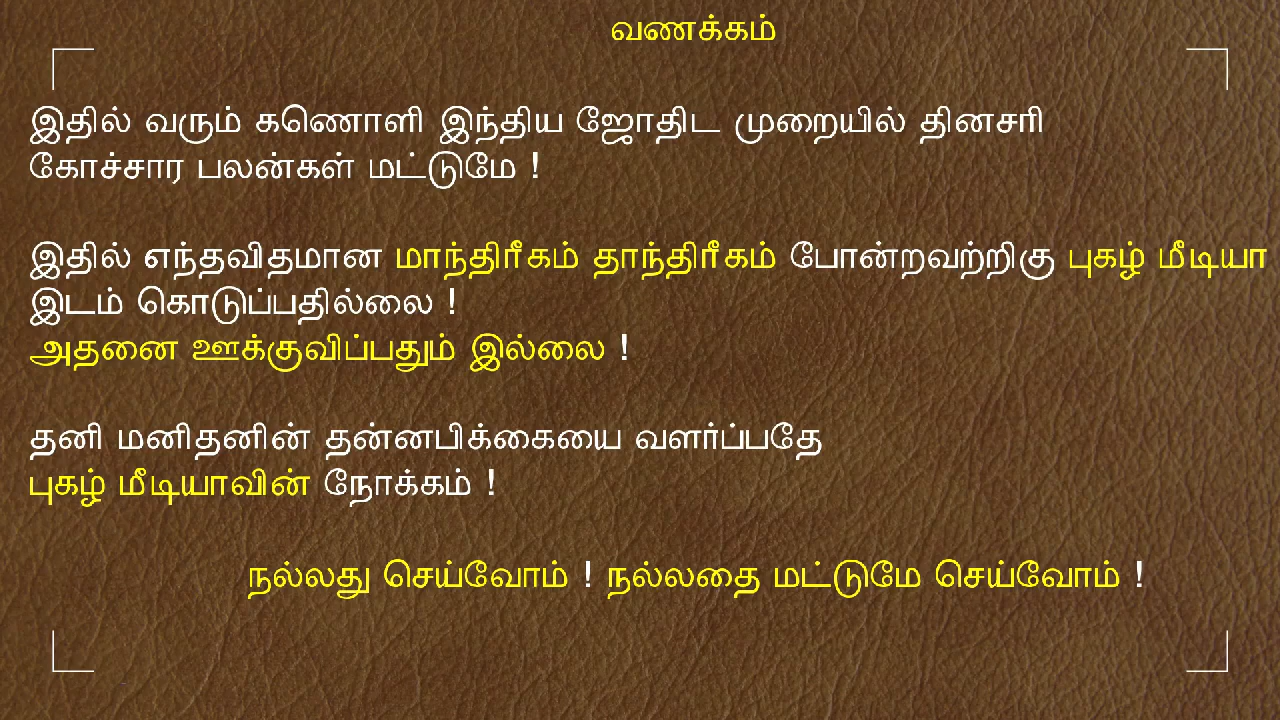 வணக்கம்
இதில் வரும் கணொளி இந்திய ஜோதிட முறையில் தினசரி
கோச்சார பலன்கள் மட்டுமே !
இதில் எந்தவிதமான மாந்திரீகம் தாந்திரீகம் போன்றவற்றிகு புகழ் மீடியா
இடம் கொடுப்பதில்லை !
அதனை ஊக்குவிப்பதும் இல்லை !
தனி மனிதனின் தன்னபிக்கையை வளர்ப்பதே
புகழ் மீடியாவின் நோக்கம் !
நல்லது செய்வோம் ! நல்லதை மட்டுமே செய்வோம் !